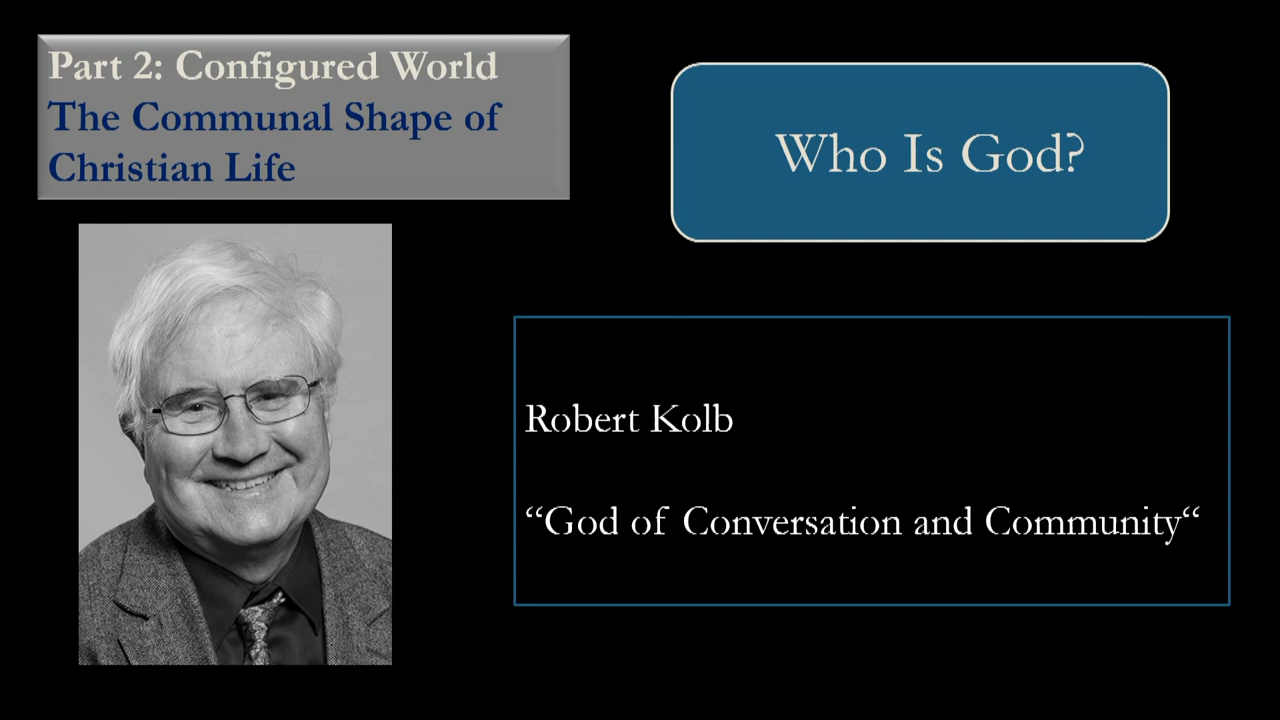 Part 2: Configured World
The Communal Shape of
Christian Life
Who Is God?
Robert Kolb
“God of Conversation and Community“